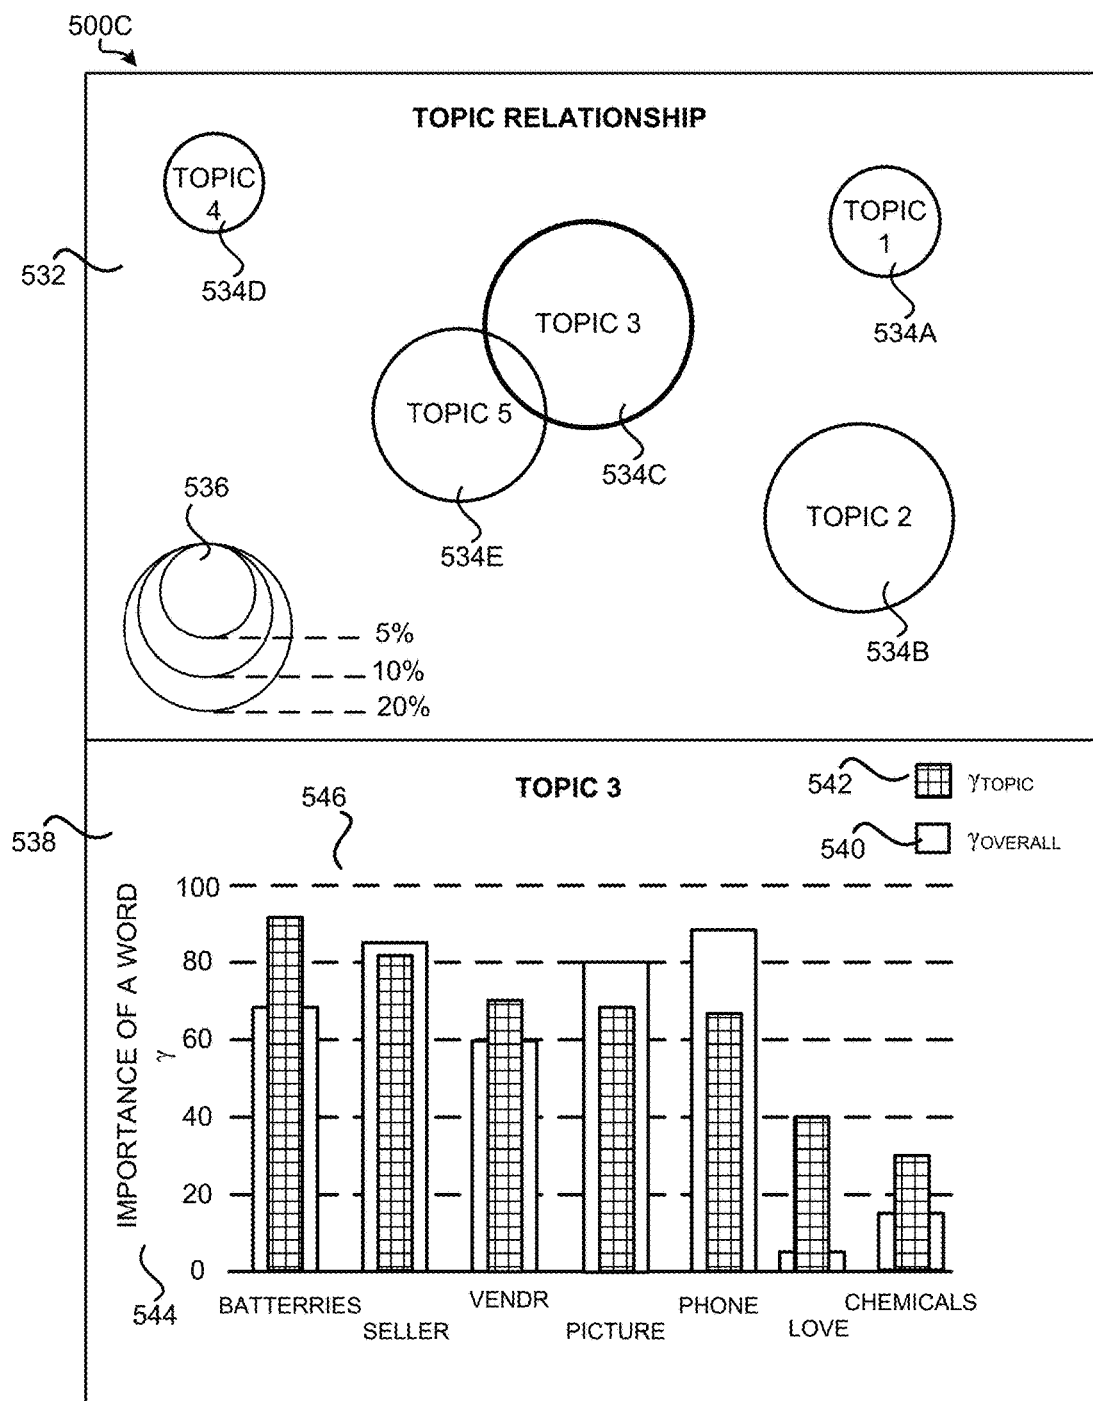 500C
TOPIC RELATIONSHIP
TOPIC
4
534D
532
TOPIC
1
534A
TOPIC 3
534C
TOPIC 5
534E
TOPIC 2
534B
536
5%
10%
20%
TOPIC 3
542
γTOPIC
540
γOVERALL
546
538
IMPORTANCE OF A WORD
γ
100
80
60
40
20
0
544
BATTERRIES
SELLER
VENDR
PICTURE
PHONE
LOVE
CHEMICALS